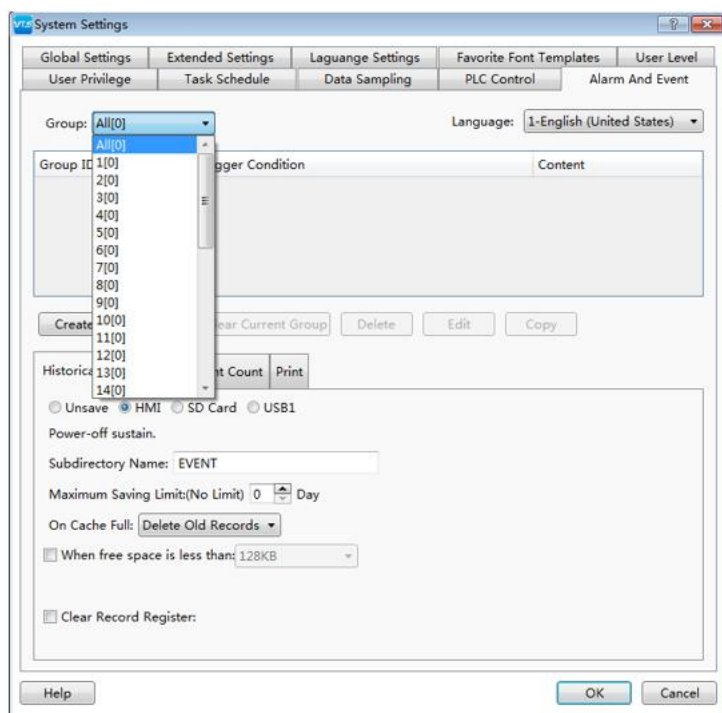 VT.S System Settings
Global Settings Extended Settings Laguange Settings Favorite Font Templates User Level
User Privilege Task Schedule Data Sampling PLC Control Alarm And Event
Group: All[0] Language: 1-English (United States)
All[0]
Group ID gger Condition Content
1[0]
2[0]
3[0]
4[0]
5[0]
6[0]
7[0]
8[0]
9[0]
10[0]
Create ear Current Group Delete Edit Copy
11[0]
12[0]
13[0]
Historica nt Count Print
14[0]
Unsave HMI SD Card USB1
Power-off sustain.
Subdirectory Name: EVENT
Maximum Saving Limit:(No Limit) 0 Day
On Cache Full: Delete Old Records
When free space is less than: 128KB
Clear Record Register:
Help OK Cancel